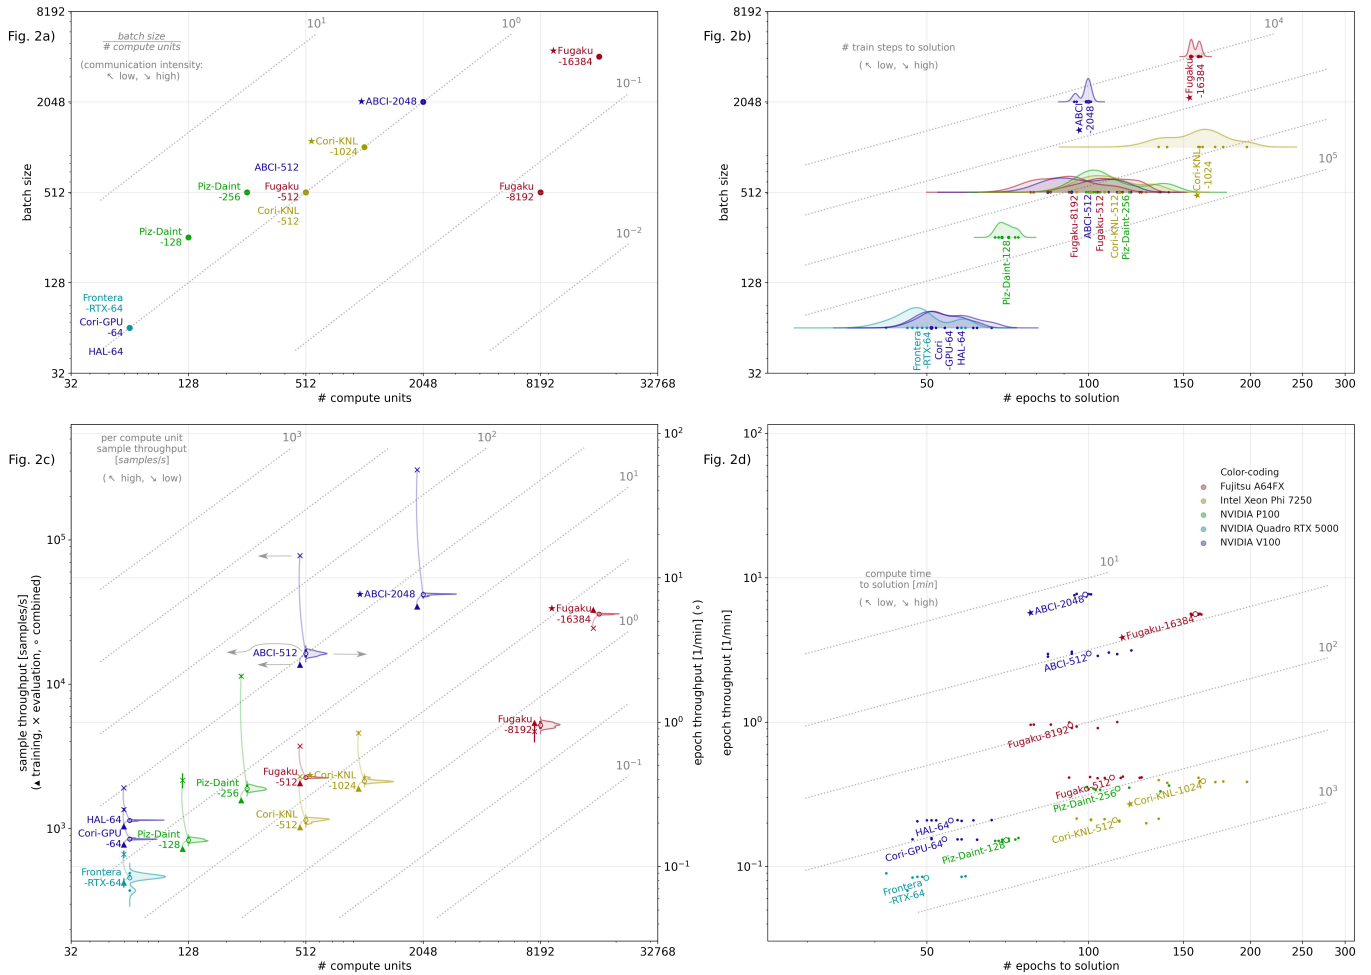 Fig. 2a)
batch size
# compute units
(communication intensity:
↖ low, ↘ high)
10¹
10⁰
10⁻¹
10⁻²
★Fugaku
-16384
★ABCI-2048
★Cori-KNL
-1024
ABCI-512
Piz-Daint
-256
Fugaku
-512
Cori-KNL
-512
Fugaku
-8192
Piz-Daint
-128
Frontera
-RTX-64
Cori-GPU
-64
HAL-64
8192
2048
512
128
32
batch size
32
128
512
2048
8192
32768
# compute units
Fig. 2b)
# train steps to solution
(↖ low, ↘ high)
10⁴
10⁵
★Fugaku
-16384
★ABCI
-2048
★Cori-KNL
-1024
Fugaku-8192
ABCI-512
Fugaku-512
Cori-KNL-512
Piz-Daint-256
Piz-Daint-128
Frontera
-RTX-64
Cori
-GPU-64
HAL-64
8192
2048
512
128
32
batch size
50
100
150
200
250
300
# epochs to solution
Fig. 2c)
per compute unit
sample throughput
[samples/s]
(↖ high, ↘ low)
10³
10²
10¹
10⁰
10⁻¹
★ABCI-2048
★Fugaku
-16384
ABCI-512
Fugaku
-8192
Piz-Daint
-256
Fugaku
-512
★Cori-KNL
-1024
Cori-KNL
-512
HAL-64
Cori-GPU
-64
Piz-Daint
-128
Frontera
-RTX-64
10⁵
10⁴
10³
sample throughput [samples/s]
(▲ training, × evaluation, ∘ combined)
10²
10¹
10⁰
10⁻¹
epoch throughput [1/min] (∘)
32
128
512
2048
8192
32768
# compute units
Fig. 2d)
Color-coding
Fujitsu A64FX
Intel Xeon Phi 7250
NVIDIA P100
NVIDIA Quadro RTX 5000
NVIDIA V100
compute time
to solution [min]
(↖ low, ↘ high)
10¹
10²
10³
★ABCI-2048
★Fugaku-16384
ABCI-512
Fugaku-8192
Fugaku-512
Piz-Daint-256
★Cori-KNL-1024
Cori-KNL-512
HAL-64
Cori-GPU-64
Piz-Daint-128
Frontera
-RTX-64
10²
10¹
10⁰
10⁻¹
epoch throughput [1/min]
50
100
150
200
250
300
# epochs to solution